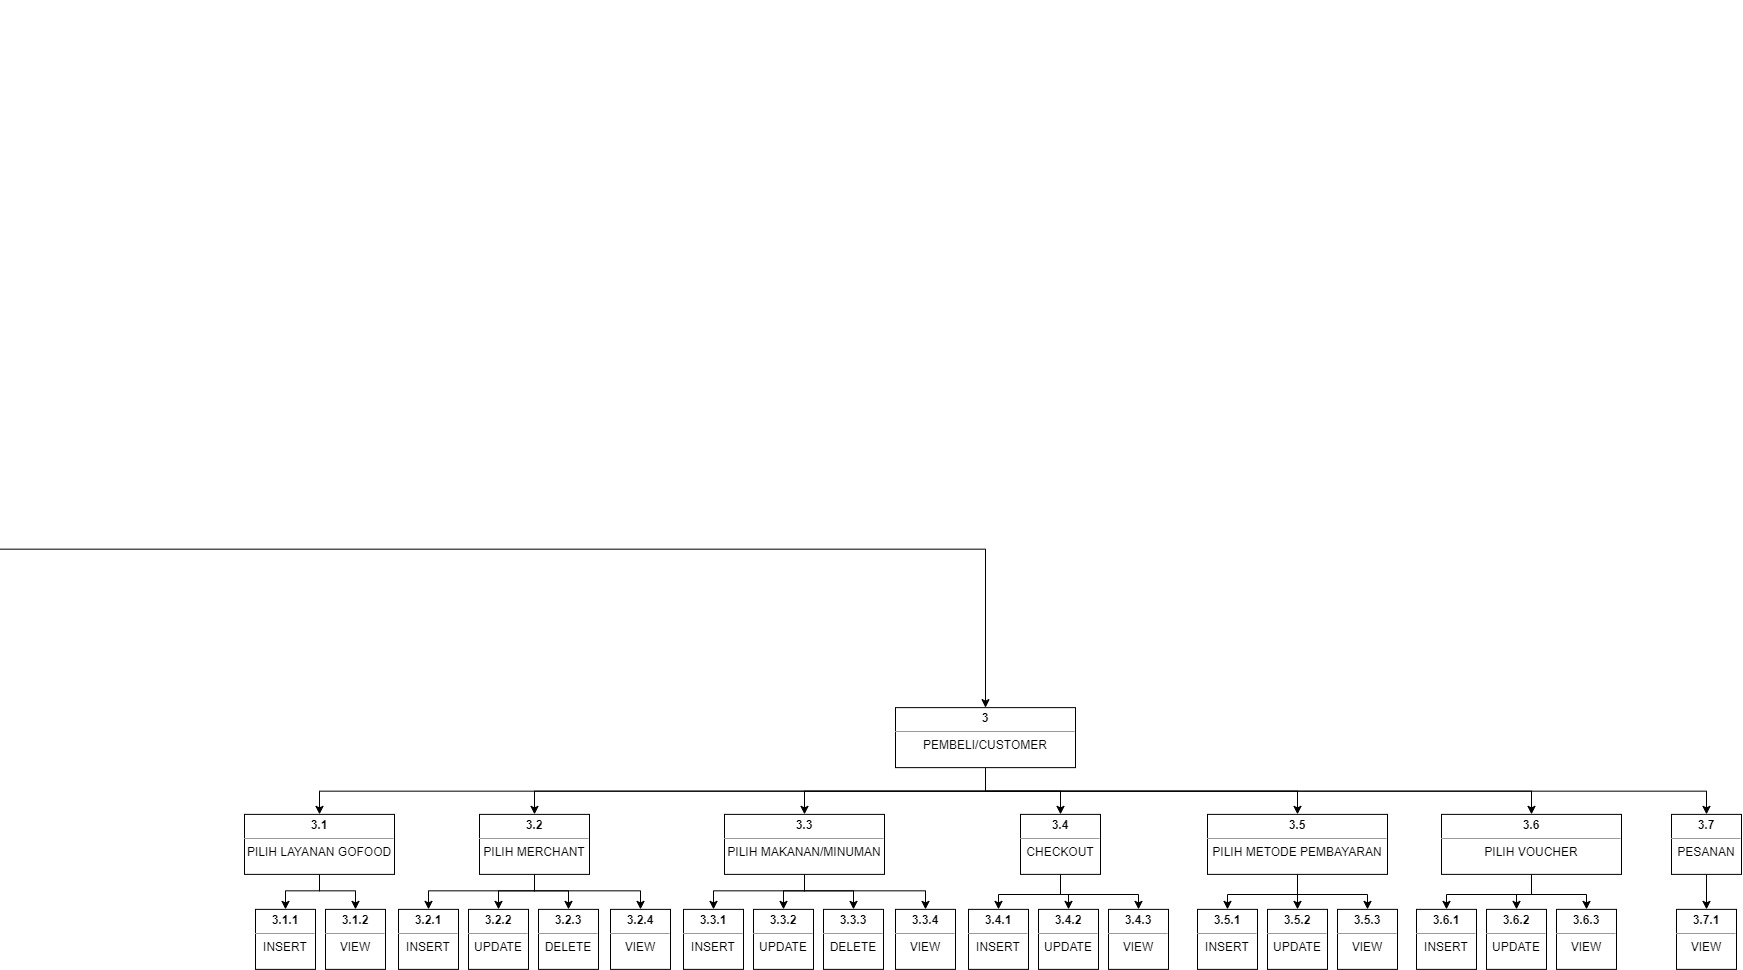 3
PEMBELI/CUSTOMER
3.1
PILIH LAYANAN GOFOOD
3.2
PILIH MERCHANT
3.3
PILIH MAKANAN/MINUMAN
3.4
CHECKOUT
3.5
PILIH METODE PEMBAYARAN
3.6
PILIH VOUCHER
3.7
PESANAN
3.1.1
INSERT
3.1.2
VIEW
3.2.1
INSERT
3.2.2
UPDATE
3.2.3
DELETE
3.2.4
VIEW
3.3.1
INSERT
3.3.2
UPDATE
3.3.3
DELETE
3.3.4
VIEW
3.4.1
INSERT
3.4.2
UPDATE
3.4.3
VIEW
3.5.1
INSERT
3.5.2
UPDATE
3.5.3
VIEW
3.6.1
INSERT
3.6.2
UPDATE
3.6.3
VIEW
3.7.1
VIEW